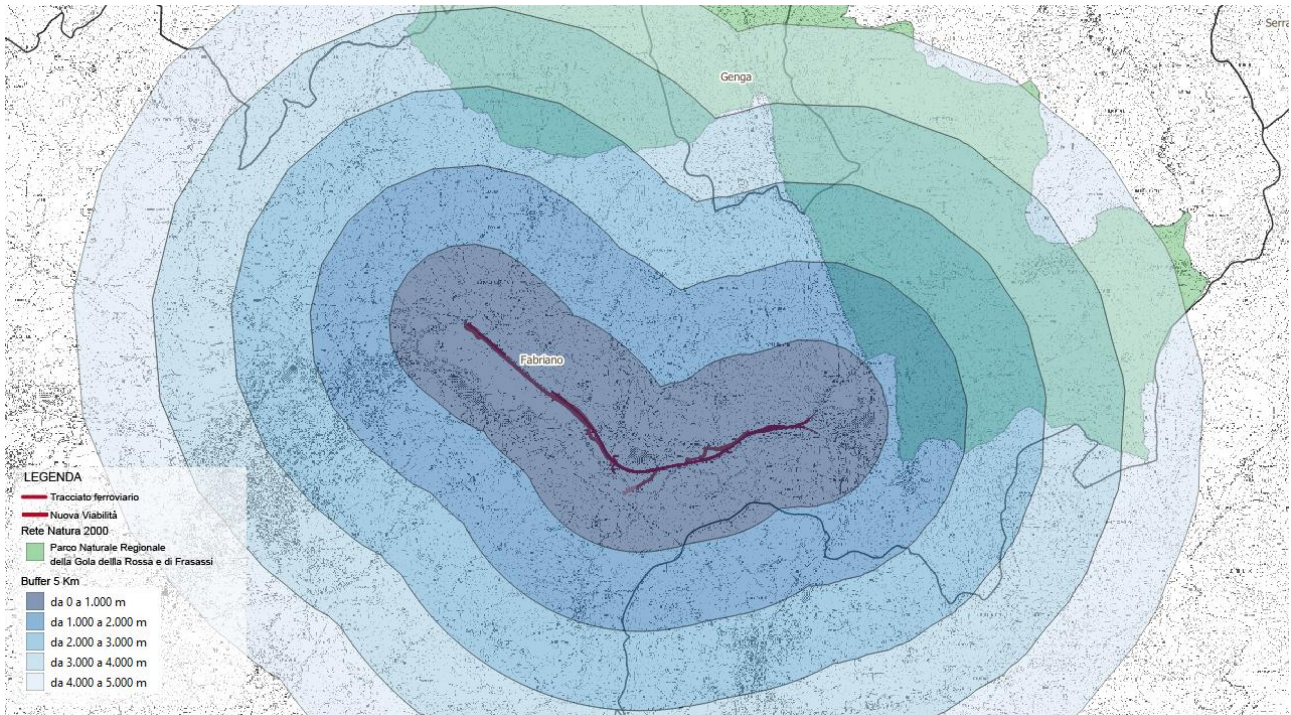 Serra
Genga
Fabriano
LEGENDA
Tracciato ferroviario
Nuova Viabilità
Rete Natura 2000
Parco Naturale Regionale
della Gola dellla Rossa e di Frasassi
Buffer 5 Km
da 0 a 1.000 m
da 1.000 a 2.000 m
da 2.000 a 3.000 m
da 3.000 a 4.000 m
da 4.000 a 5.000 m